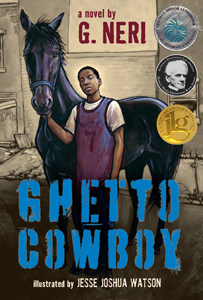 a novel by
G. NERI
GHETTO
COWBOY
illustrated by JESSE JOSHUA WATSON